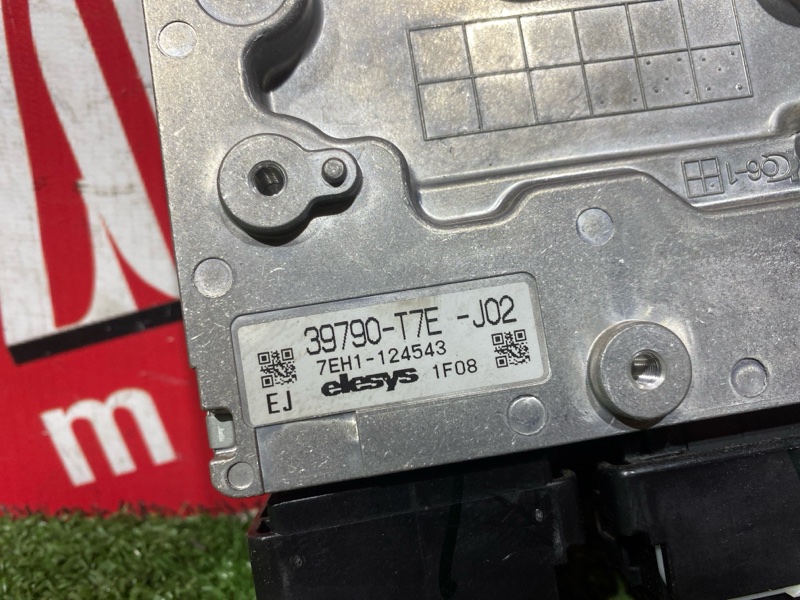 39790-T7E -J02
7EH1-124543
EJ elesys 1F08
m